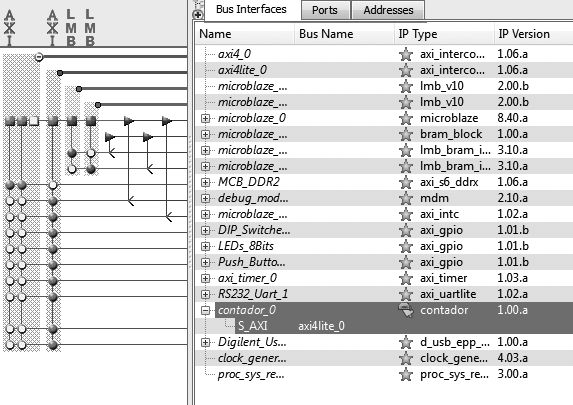 A A L L
X X M M
I I B B
Bus Interfaces Ports Addresses
Name Bus Name IP Type IP Version
axi4_0 axi_interco... 1.06.a
axi4lite_0 axi_interco... 1.06.a
microblaze_... lmb_v10 2.00.b
microblaze_... lmb_v10 2.00.b
microblaze_0 microblaze 8.40.a
microblaze_... bram_block 1.00.a
microblaze_... lmb_bram_i... 3.10.a
microblaze_... lmb_bram_i... 3.10.a
MCB_DDR2 axi_s6_ddrx 1.06.a
debug_mod... mdm 2.10.a
microblaze_... axi_intc 1.02.a
DIP_Switche... axi_gpio 1.01.b
LEDs_8Bits axi_gpio 1.01.b
Push_Butto... axi_gpio 1.01.b
axi_timer_0 axi_timer 1.03.a
RS232_Uart_1 axi_uartlite 1.02.a
contador_0 contador 1.00.a
S_AXI axi4lite_0
Digilent_Us... d_usb_epp_... 1.00.a
clock_gener... clock_gene... 4.03.a
proc_sys_re... proc_sys_re... 3.00.a